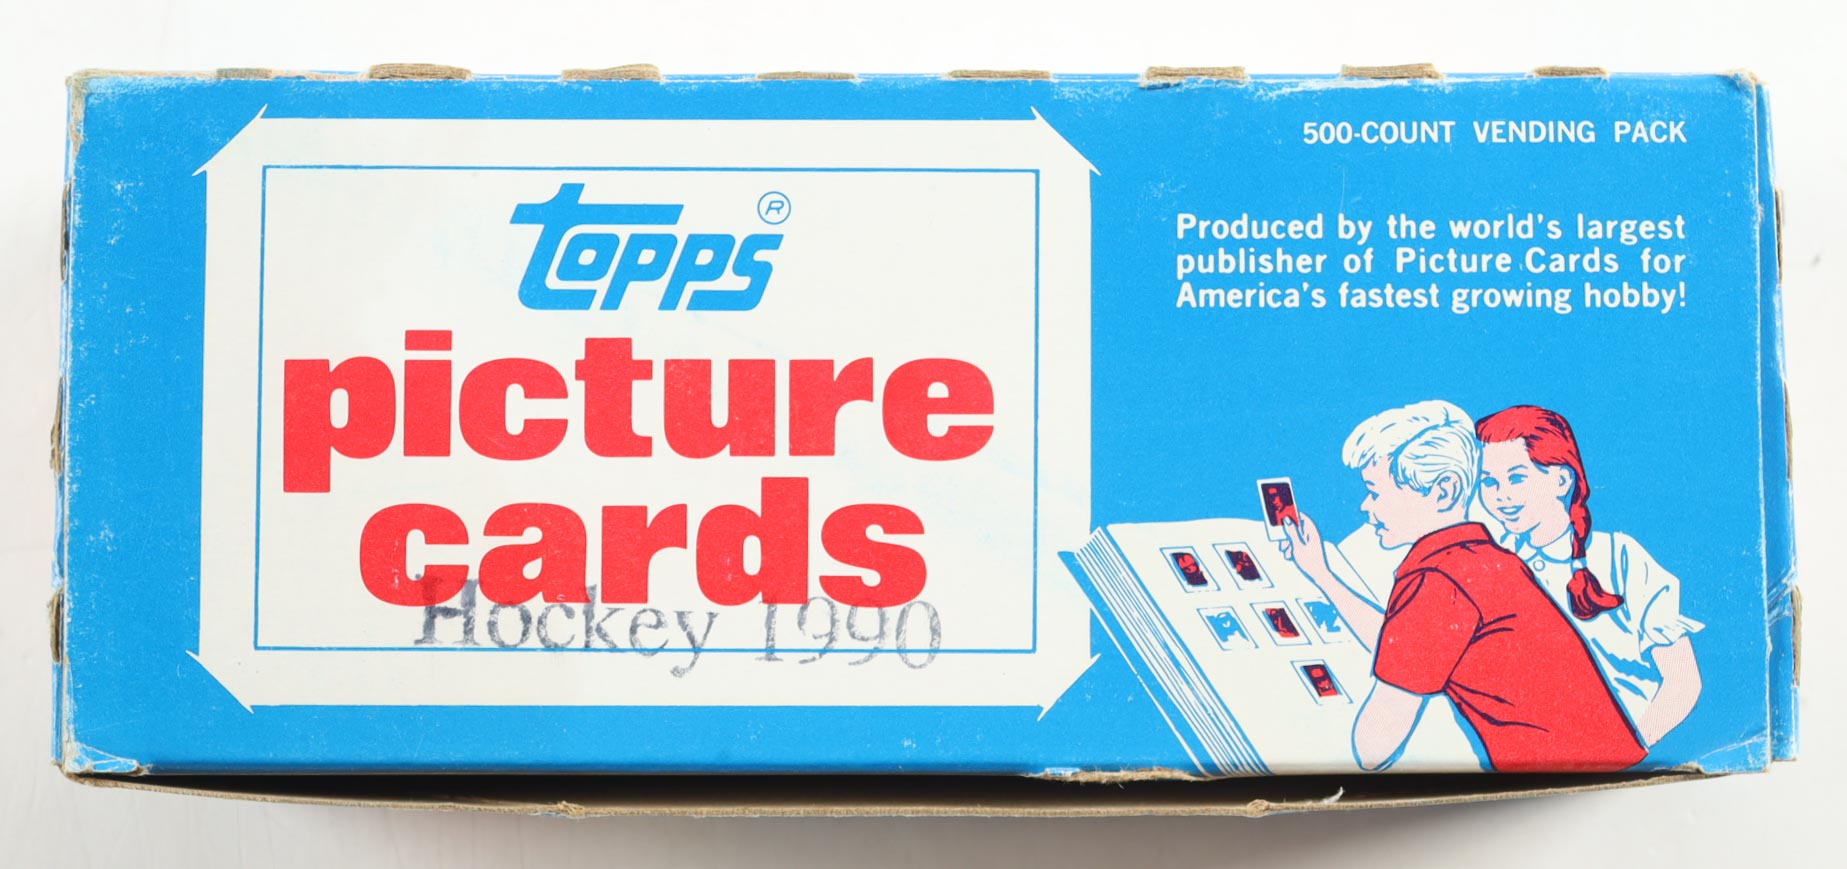 topps ®
picture
cards
Hockey 1990
500-COUNT VENDING PACK
Produced by the world's largest
publisher of Picture Cards for
America's fastest growing hobby!